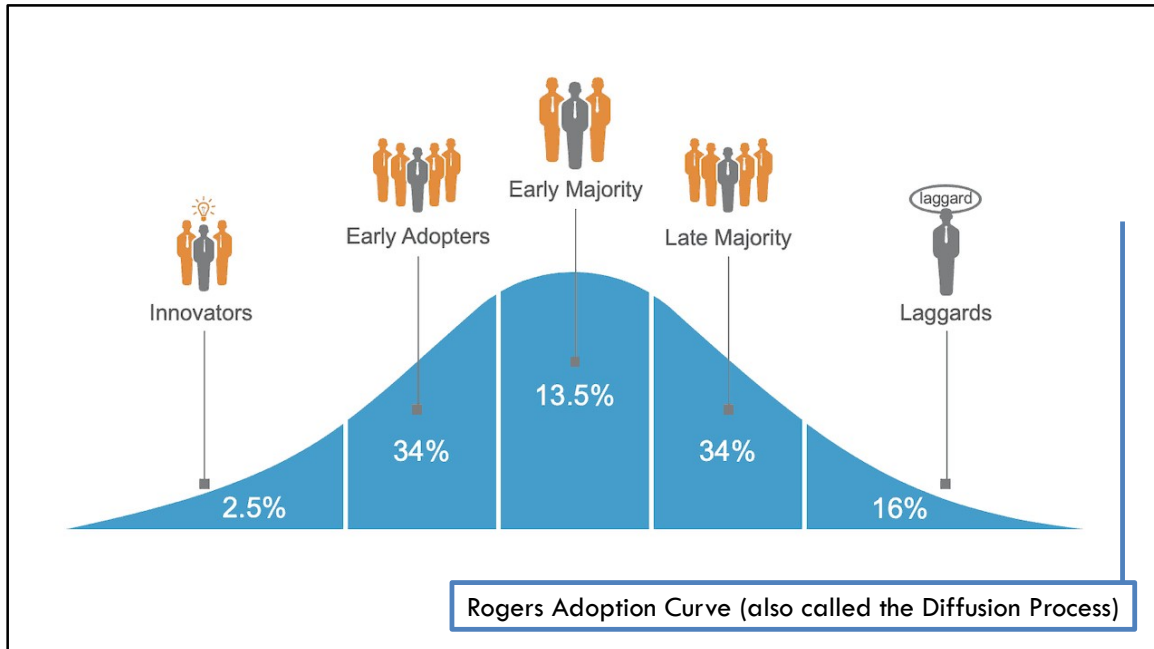 Early Majority
Early Adopters
Late Majority
laggard
Innovators
Laggards
13.5%
34%
34%
2.5%
16%
Rogers Adoption Curve (also called the Diffusion Process)